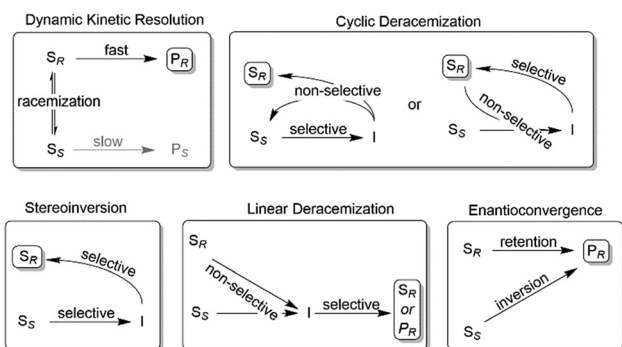 Dynamic Kinetic Resolution
S_R fast P_R
racemization
S_S slow P_S
Cyclic Deracemization
S_R
non-selective
S_S selective I
or
S_R selective
non-selective
S_S I
Stereoinversion
S_R selective
S_S selective I
Linear Deracemization
S_R
non-selective
S_S I selective S_R
or
P_R
Enantioconvergence
S_R retention P_R
inversion
S_S